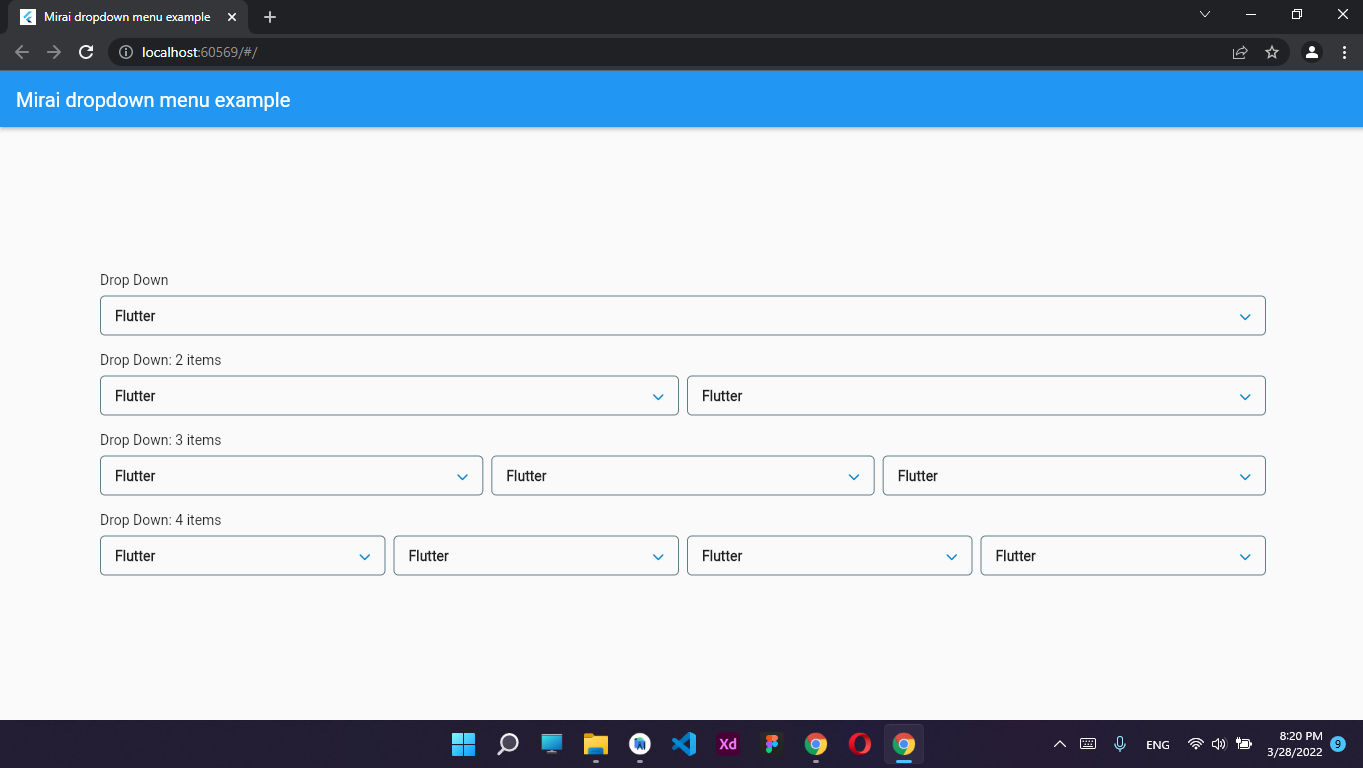 Mirai dropdown menu example
localhost:60569/#/
Mirai dropdown menu example
Drop Down
Flutter
Drop Down: 2 items
Flutter Flutter
Drop Down: 3 items
Flutter Flutter Flutter
Drop Down: 4 items
Flutter Flutter Flutter Flutter
AI Xd ENG 8:20 PM 9
3/28/2022